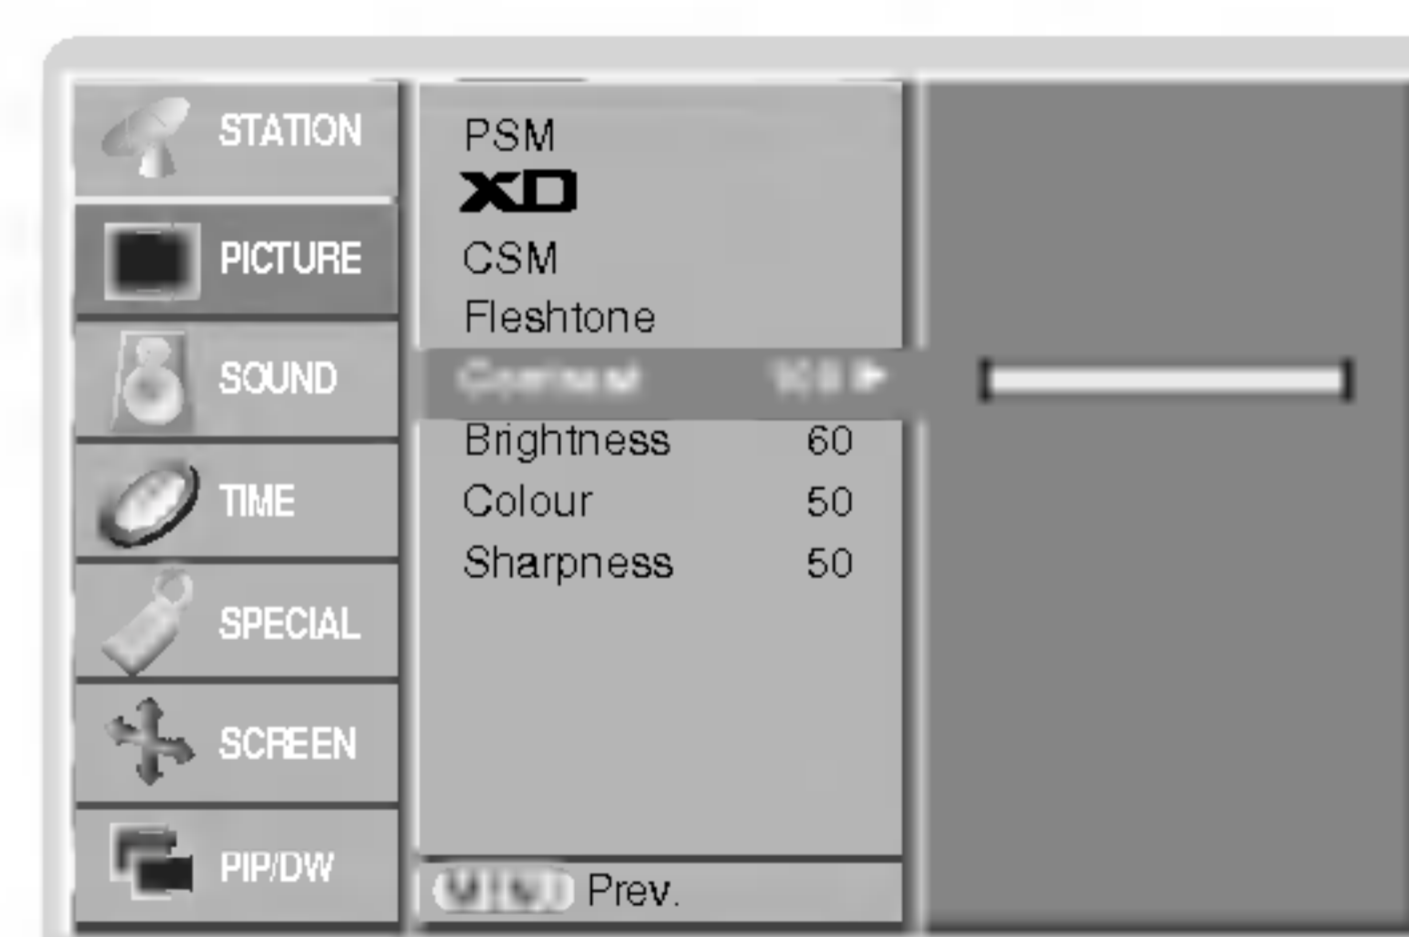 STATION
PICTURE
SOUND
TIME
SPECIAL
SCREEN
PIP/DW
PSM
XD
CSM
Fleshtone
Contrast
Brightness 60
Colour 50
Sharpness 50
Prev.